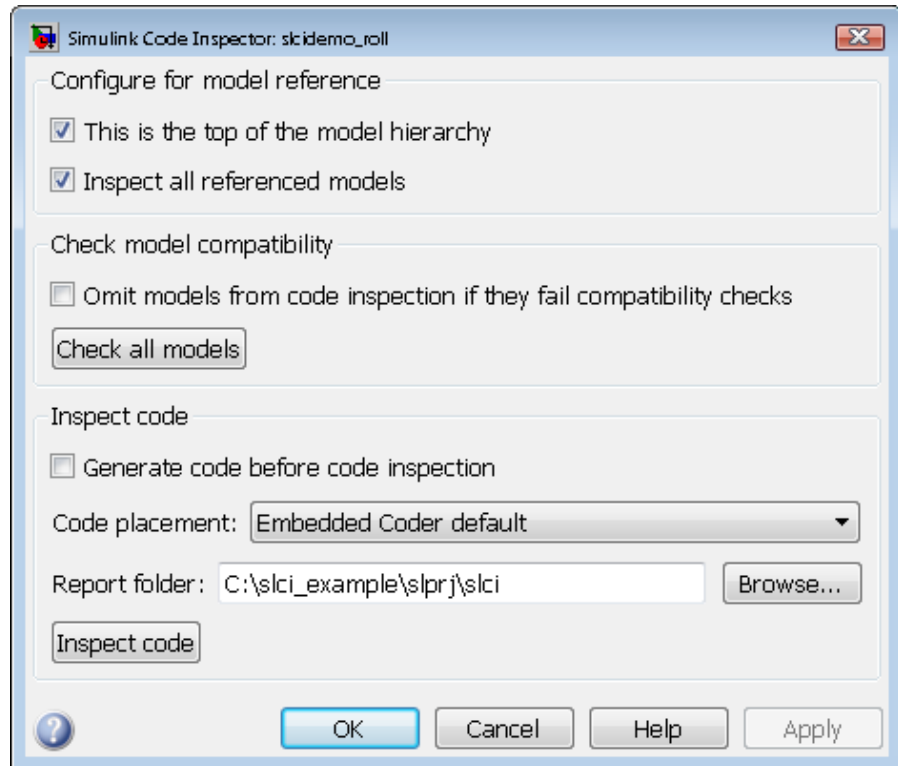 Simulink Code Inspector: slcidemo_roll
Configure for model reference
This is the top of the model hierarchy
Inspect all referenced models
Check model compatibility
Omit models from code inspection if they fail compatibility checks
Check all models
Inspect code
Generate code before code inspection
Code placement: Embedded Coder default
Report folder: C:\slci_example\slprj\slci Browse...
Inspect code
? OK Cancel Help Apply